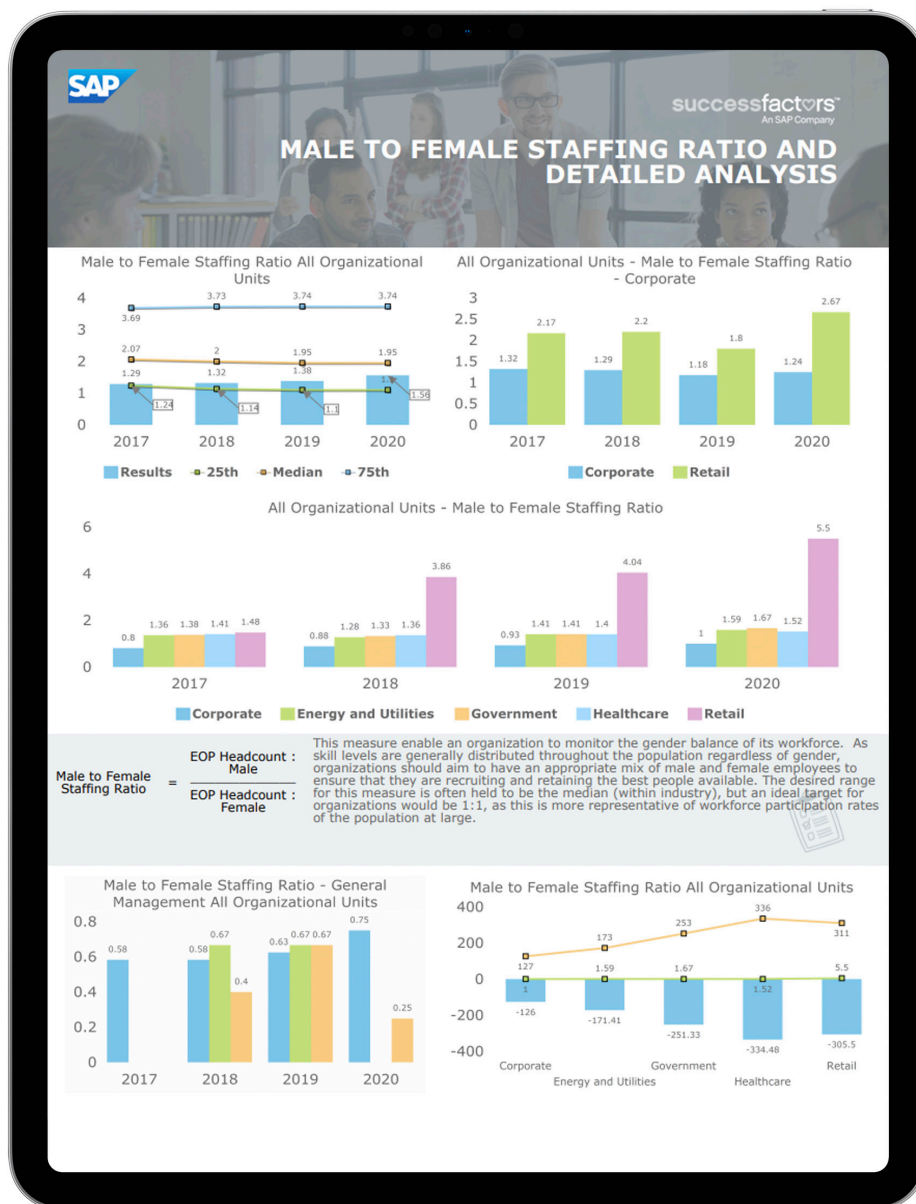 SAP
successfactors™
An SAP Company
MALE TO FEMALE STAFFING RATIO AND
DETAILED ANALYSIS
Male to Female Staffing Ratio All Organizational
Units
4
3
2
1
0
3.69
3.73
3.74
3.74
2.07
2
1.95
1.95
1.29
1.32
1.38
1.24
1.14
1.1
1.56
2017
2018
2019
2020
Results
25th
Median
75th
All Organizational Units - Male to Female Staffing Ratio
- Corporate
3
2.5
2
1.5
1
0.5
0
1.32
2.17
1.29
2.2
1.18
1.8
1.24
2.67
2017
2018
2019
2020
Corporate
Retail
All Organizational Units - Male to Female Staffing Ratio
6
4
2
0
0.8
1.36
1.38
1.41
1.48
0.88
1.28
1.33
1.36
3.86
0.93
1.41
1.41
1.4
4.04
1
1.59
1.67
1.52
5.5
2017
2018
2019
2020
Corporate
Energy and Utilities
Government
Healthcare
Retail
Male to Female
Staffing Ratio
=
EOP Headcount :
Male
EOP Headcount :
Female
This measure enable an organization to monitor the gender balance of its workforce. As
skill levels are generally distributed throughout the population regardless of gender,
organizations should aim to have an appropriate mix of male and female employees to
ensure that they are recruiting and retaining the best people available. The desired range
for this measure is often held to be the median (within industry), but an ideal target for
organizations would be 1:1, as this is more representative of workforce participation rates
of the population at large.
Male to Female Staffing Ratio - General
Management All Organizational Units
0.8
0.6
0.4
0.2
0
0.58
0.58
0.67
0.4
0.63
0.67
0.67
0.75
0.25
2017
2018
2019
2020
Male to Female Staffing Ratio All Organizational Units
400
200
0
-200
-400
127
173
253
336
311
1
1.59
1.67
1.52
5.5
-126
-171.41
-251.33
-334.48
-305.5
Corporate
Energy and Utilities
Government
Healthcare
Retail